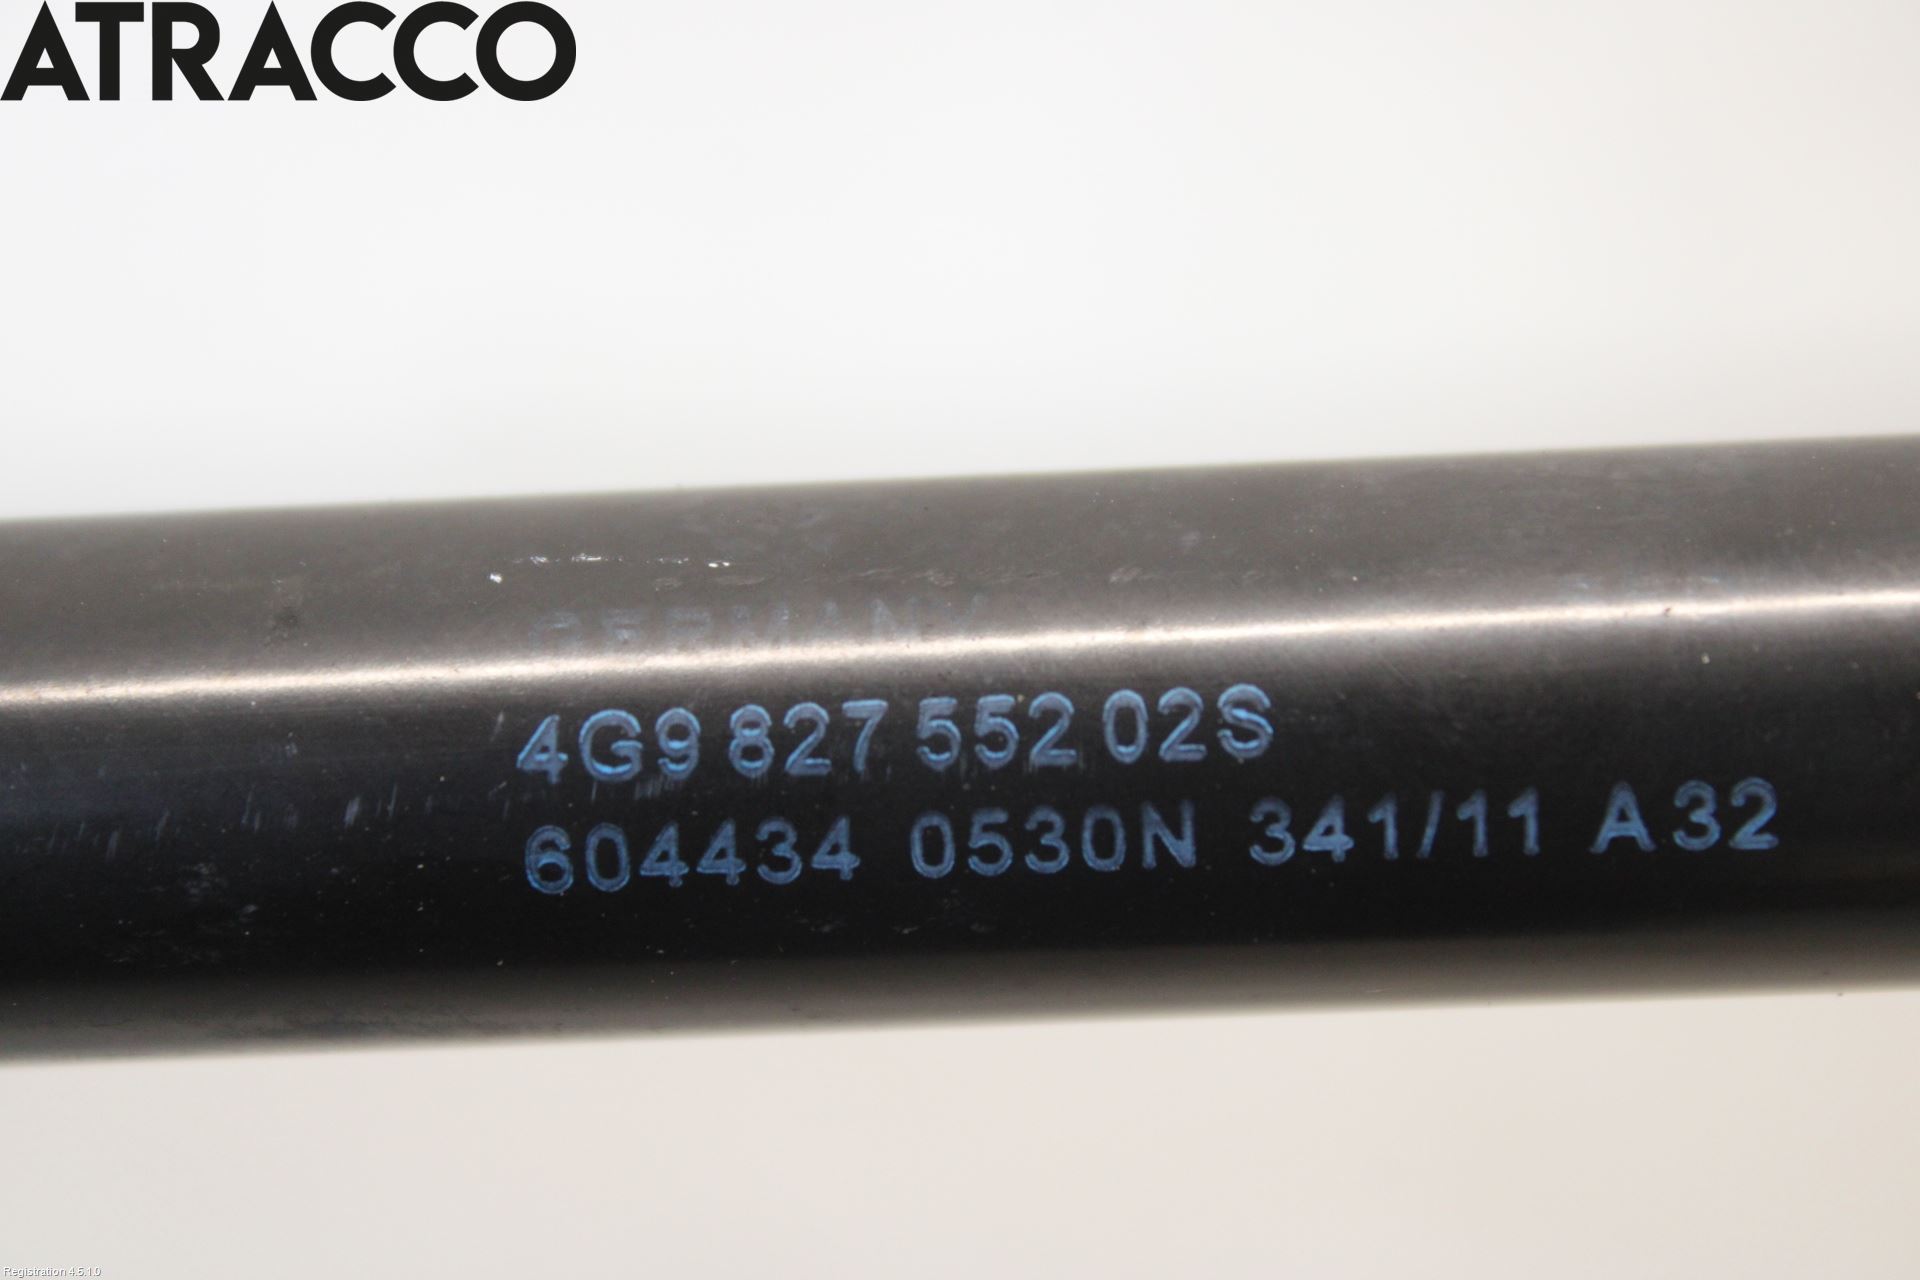 ATRACCO
GERMANY
4G9 827 552 02S
604434 0530N 341/11 A32
Registration 4.5.1.0